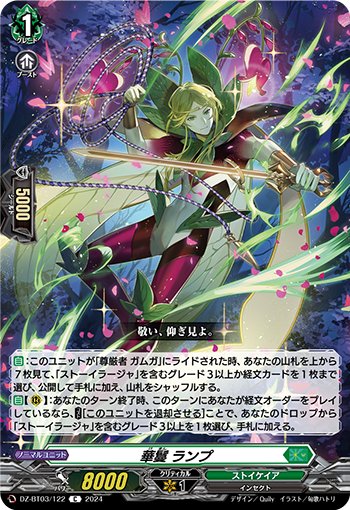 1
グレード
ブースト
5000
シールド
敬い、仰ぎ見よ。
自:このユニットが「尊厳者 ガムガ」にライドされた時、あなたの山札を上から
7枚見て、「ストーイラージャ」を含むグレード3以上か経文カードを1枚まで
選び、公開して手札に加え、山札をシャッフルする。
自【R】:あなたのターン終了時、このターンにあなたが経文オーダーをプレイ
しているなら、【コスト】[このユニットを退却させる]ことで、あなたのドロップから
「ストーイラージャ」を含むグレード3以上を1枚選び、手札に加える。
ノーマルユニット
華鬘 ランプ
パワー
8000
クリティカル
1
ストイケイア
インセクト
DZ-BT03/122 C 2024
デザイン/Quily イラスト/匈歌ハトリ